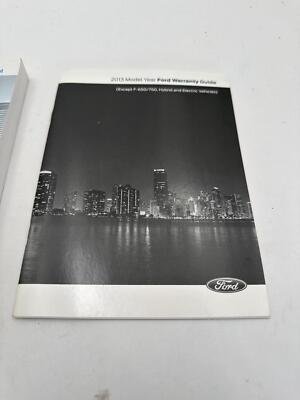 2013 Model Year Ford Warranty Guide
(Except F-650/750, Hybrid and Electric Vehicles)
Ford